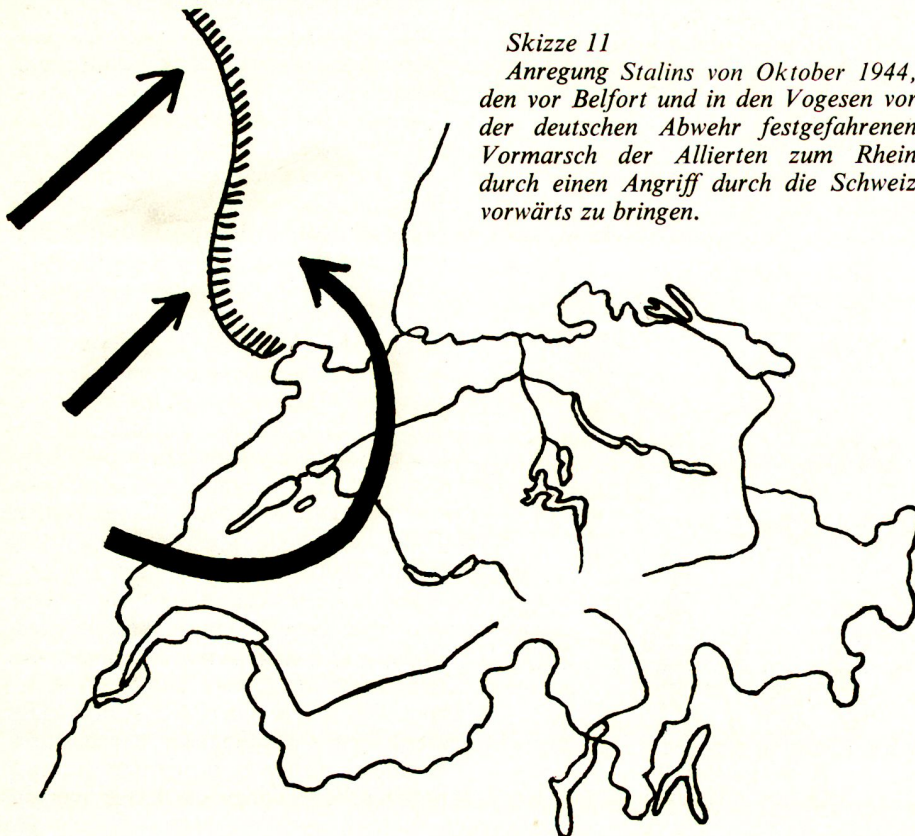 Skizze 11
Anregung Stalins von Oktober 1944,
den vor Belfort und in den Vogesen vor
der deutschen Abwehr festgefahrenen
Vormarsch der Allierten zum Rhein
durch einen Angriff durch die Schweiz
vorwärts zu bringen.